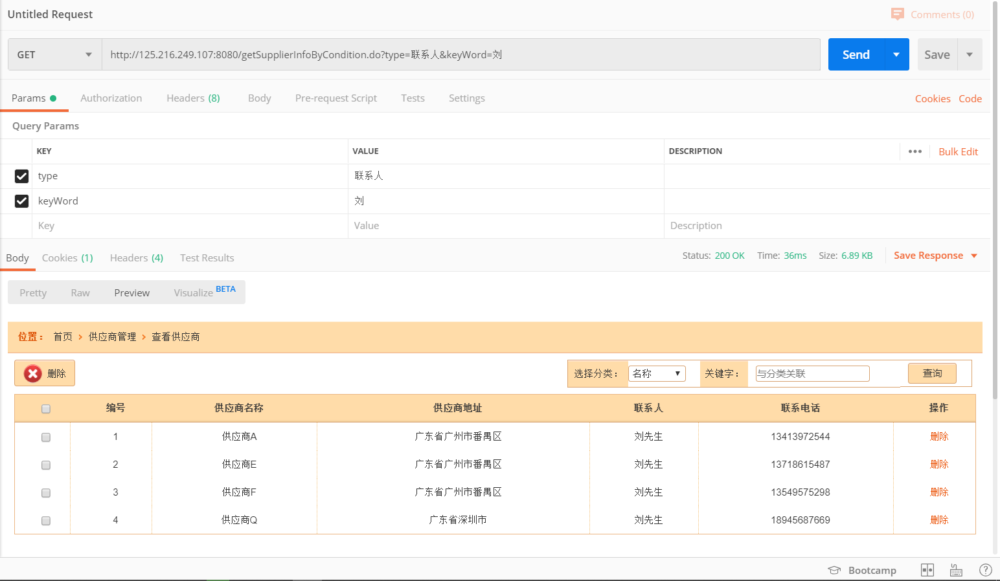 Untitled Request
Comments (0)
GET
http://125.216.249.107:8080/getSupplierInfoByCondition.do?type=联系人&keyWord=刘
Send
Save
Params
Authorization
Headers (8)
Body
Pre-request Script
Tests
Settings
Cookies
Code
Query Params
KEY
VALUE
DESCRIPTION
Bulk Edit
type
联系人
keyWord
刘
Key
Value
Description
Body
Cookies (1)
Headers (4)
Test Results
Status: 200 OK
Time: 36ms
Size: 6.89 KB
Save Response
Pretty
Raw
Preview
Visualize BETA
位置： 首页 > 供应商管理 > 查看供应商
删除
选择分类：
名称
关键字：
与分类关联
查询
编号
供应商名称
供应商地址
联系人
联系电话
操作
1
供应商A
广东省广州市番禺区
刘先生
13413972544
删除
2
供应商E
广东省广州市番禺区
刘先生
13718615487
删除
3
供应商F
广东省广州市番禺区
刘先生
13549575298
删除
4
供应商Q
广东省深圳市
刘先生
18945687669
删除
Bootcamp